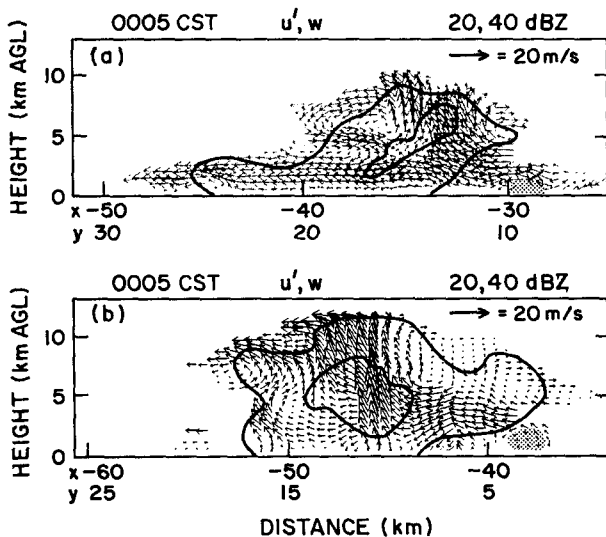 0005 CST u', w 20, 40 dBZ
(a) → = 20 m/s
HEIGHT (km AGL)
10
5
0
x -50 -40 -30
y 30 20 10
0005 CST u', w 20, 40 dBZ
(b) → = 20 m/s
HEIGHT (km AGL)
10
5
0
x -60 -50 -40
y 25 15 5
DISTANCE (km)